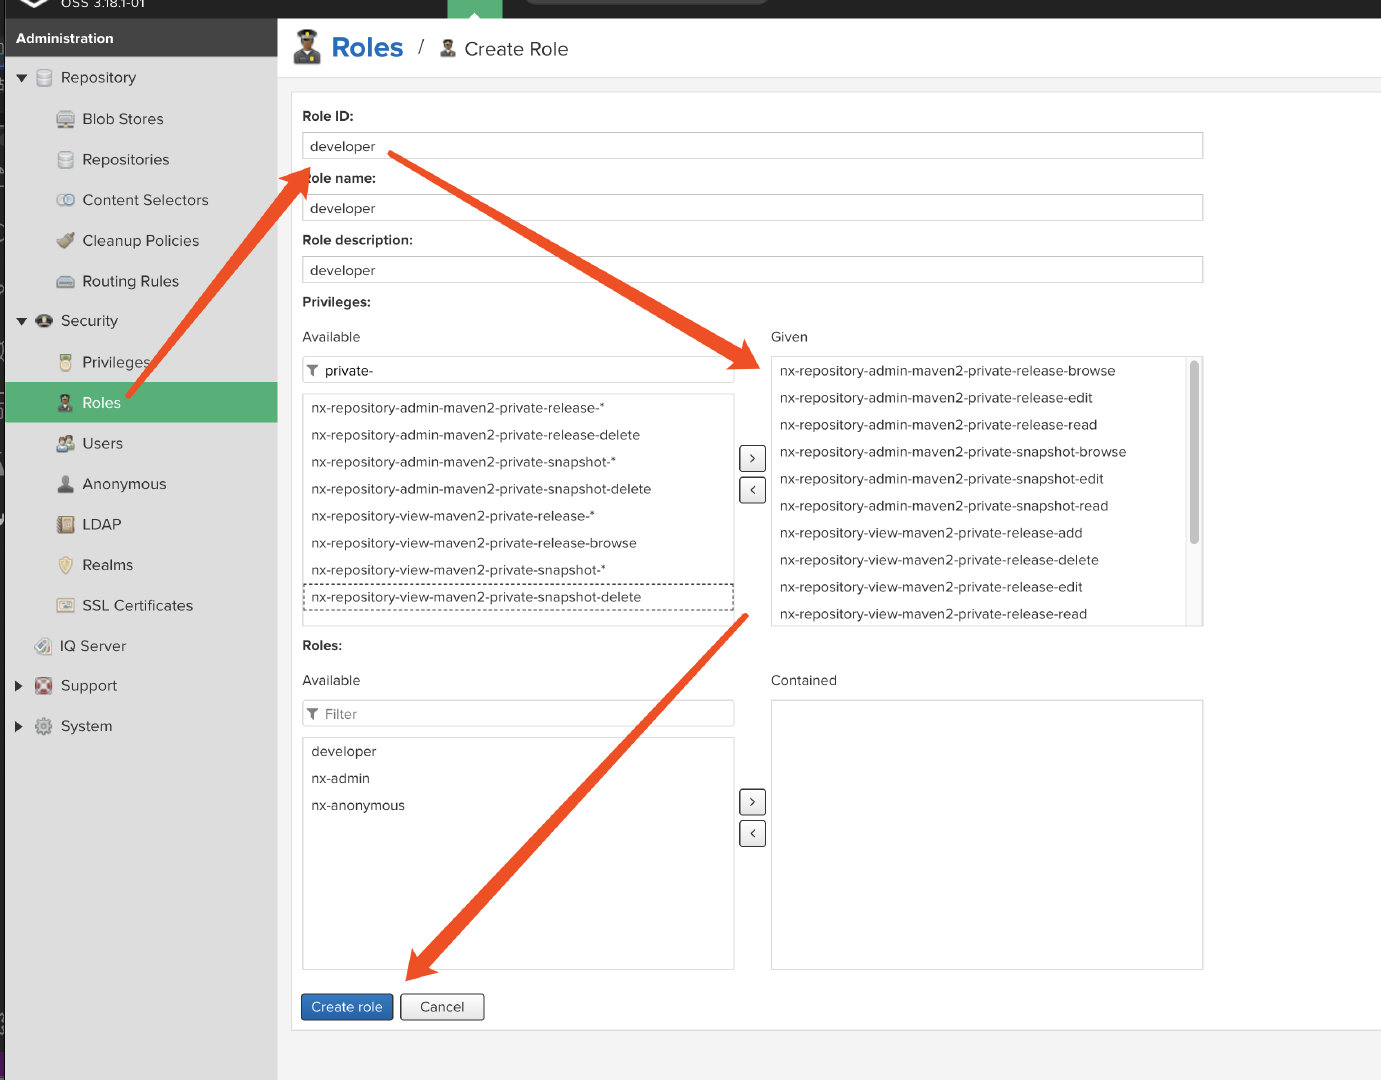 OSS 3.18.1-01
Administration
Repository
Blob Stores
Repositories
Content Selectors
Cleanup Policies
Routing Rules
Security
Privileges
Roles
Users
Anonymous
LDAP
Realms
SSL Certificates
IQ Server
Support
System
Roles / Create Role
Role ID:
developer
Role name:
developer
Role description:
developer
Privileges:
Available
private-
nx-repository-admin-maven2-private-release-*
nx-repository-admin-maven2-private-release-delete
nx-repository-admin-maven2-private-snapshot-*
nx-repository-admin-maven2-private-snapshot-delete
nx-repository-view-maven2-private-release-*
nx-repository-view-maven2-private-release-browse
nx-repository-view-maven2-private-snapshot-*
nx-repository-view-maven2-private-snapshot-delete
>
<
Given
nx-repository-admin-maven2-private-release-browse
nx-repository-admin-maven2-private-release-edit
nx-repository-admin-maven2-private-release-read
nx-repository-admin-maven2-private-snapshot-browse
nx-repository-admin-maven2-private-snapshot-edit
nx-repository-admin-maven2-private-snapshot-read
nx-repository-view-maven2-private-release-add
nx-repository-view-maven2-private-release-delete
nx-repository-view-maven2-private-release-edit
nx-repository-view-maven2-private-release-read
Roles:
Available
Filter
developer
nx-admin
nx-anonymous
>
<
Contained
Create role
Cancel